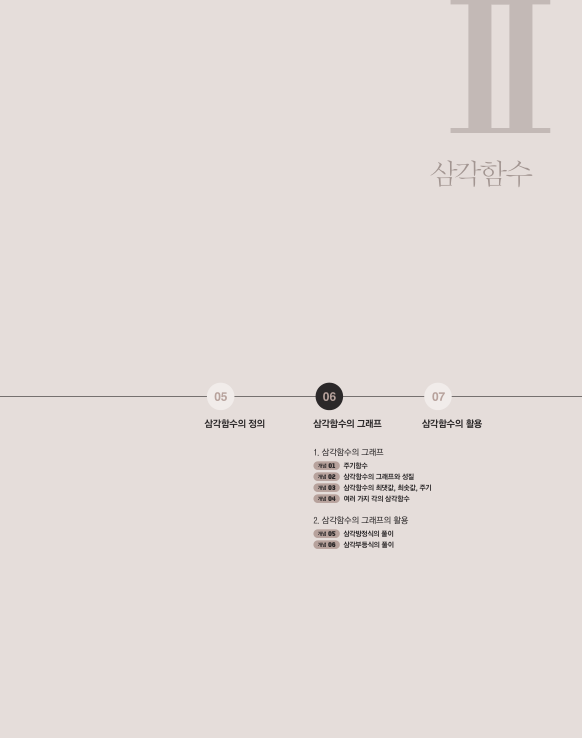 II
삼각함수
05 06 07
삼각함수의 정의 삼각함수의 그래프 삼각함수의 활용
1. 삼각함수의 그래프
개념 01 주기함수
개념 02 삼각함수의 그래프와 성질
개념 03 삼각함수의 최댓값, 최솟값, 주기
개념 04 여러 가지 각의 삼각함수
2. 삼각함수의 그래프의 활용
개념 05 삼각방정식의 풀이
개념 06 삼각부등식의 풀이